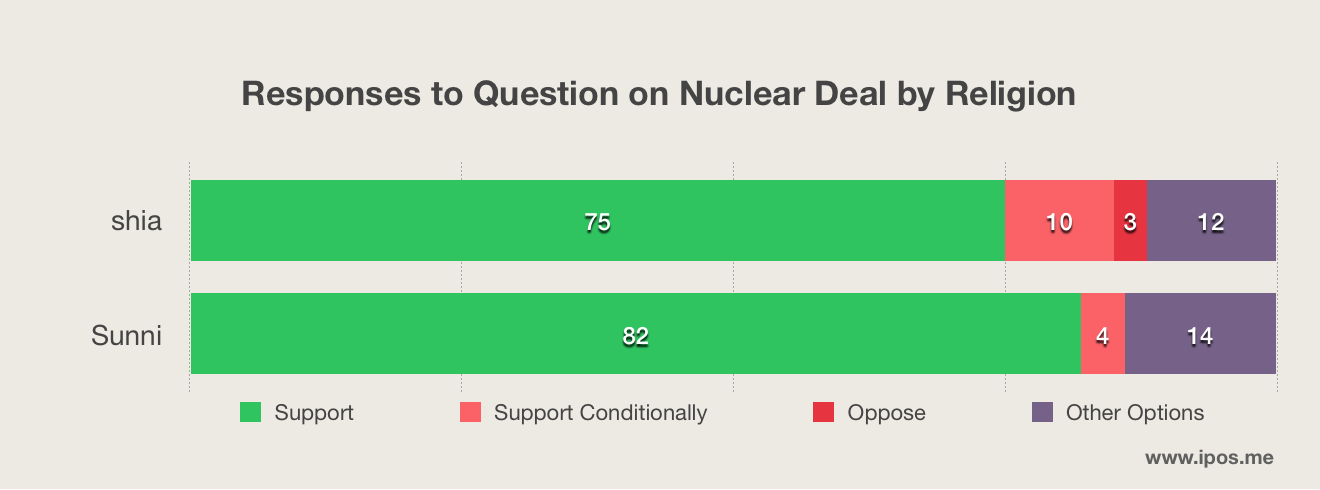 Responses to Question on Nuclear Deal by Religion
shia 75 10 3 12
Sunni 82 4 14
Support Support Conditionally Oppose Other Options
www.ipos.me